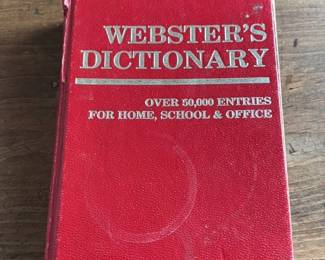 WEBSTER'S
DICTIONARY
OVER 50,000 ENTRIES
FOR HOME, SCHOOL & OFFICE